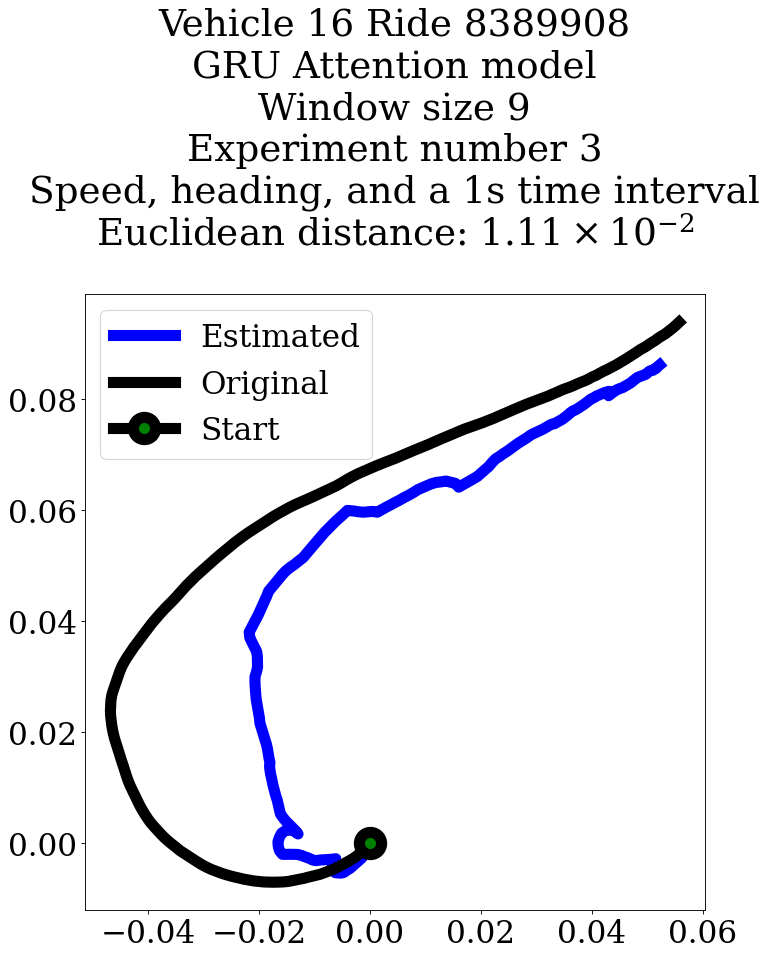 Vehicle 16 Ride 8389908
GRU Attention model
Window size 9
Experiment number 3
Speed, heading, and a 1s time interval
Euclidean distance: 1.11 × 10⁻²
Estimated
Original
Start
0.08
0.06
0.04
0.02
0.00
−0.04 −0.02 0.00 0.02 0.04 0.06